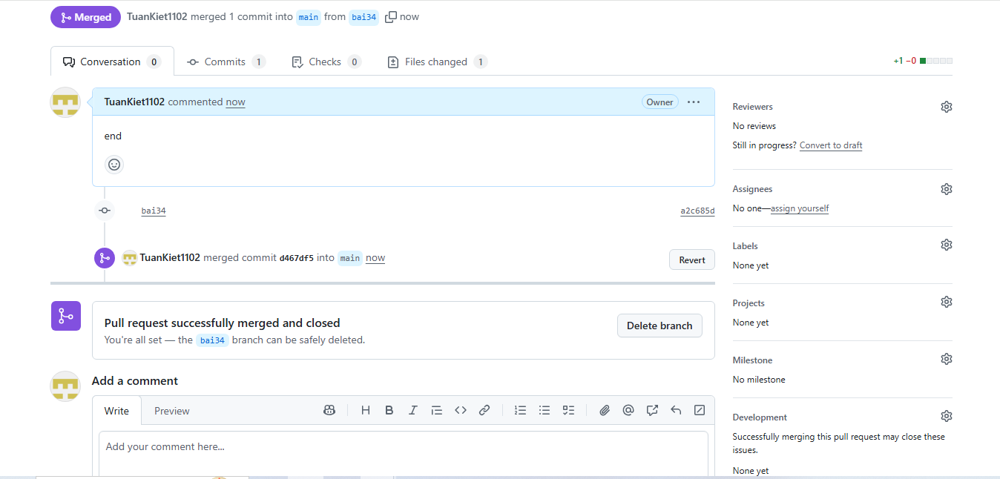 Merged TuanKiet1102 merged 1 commit into main from bai34 now
Conversation 0 Commits 1 Checks 0 Files changed 1 +1 −0
TuanKiet1102 commented now Owner
end
bai34 a2c685d
TuanKiet1102 merged commit d467df5 into main now Revert
Pull request successfully merged and closed
You're all set — the bai34 branch can be safely deleted.
Delete branch
Add a comment
Write Preview
Add your comment here...
Reviewers
No reviews
Still in progress? Convert to draft
Assignees
No one—assign yourself
Labels
None yet
Projects
None yet
Milestone
No milestone
Development
Successfully merging this pull request may close these
issues.
None yet